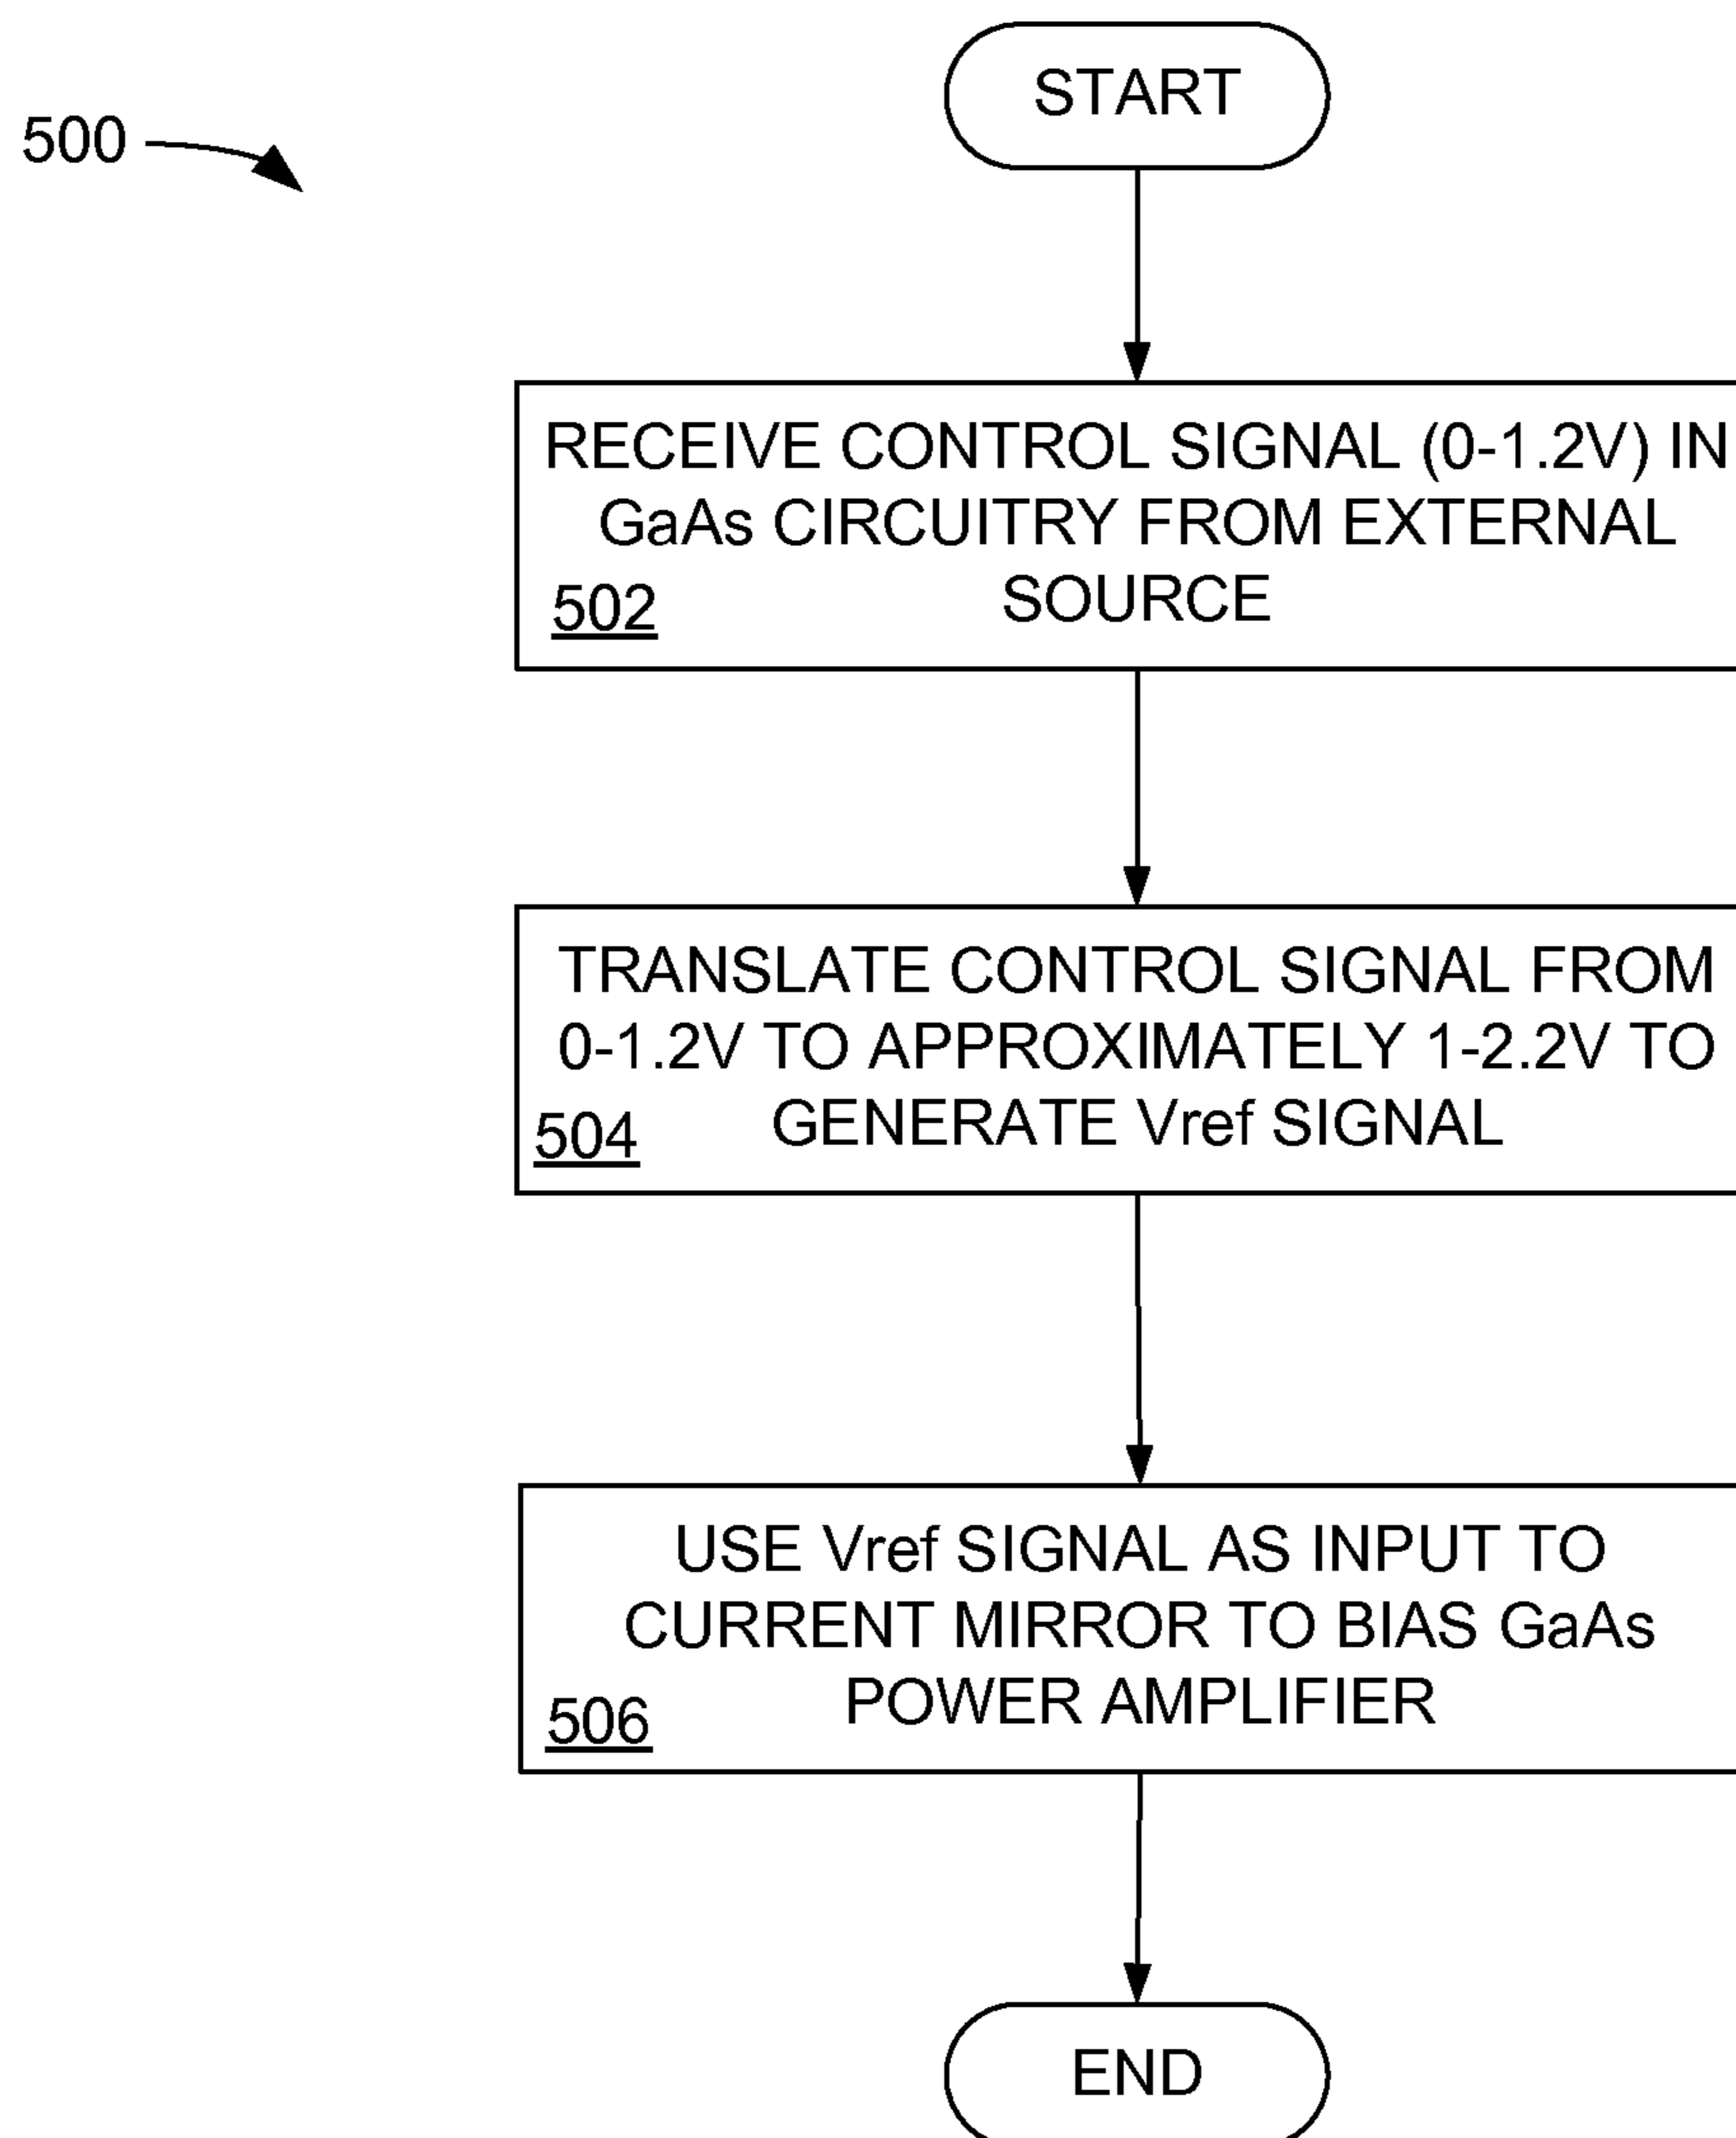 START
500
RECEIVE CONTROL SIGNAL (0-1.2V) IN
GaAs CIRCUITRY FROM EXTERNAL
SOURCE
502
TRANSLATE CONTROL SIGNAL FROM
0-1.2V TO APPROXIMATELY 1-2.2V TO
GENERATE Vref SIGNAL
504
USE Vref SIGNAL AS INPUT TO
CURRENT MIRROR TO BIAS GaAs
POWER AMPLIFIER
506
END